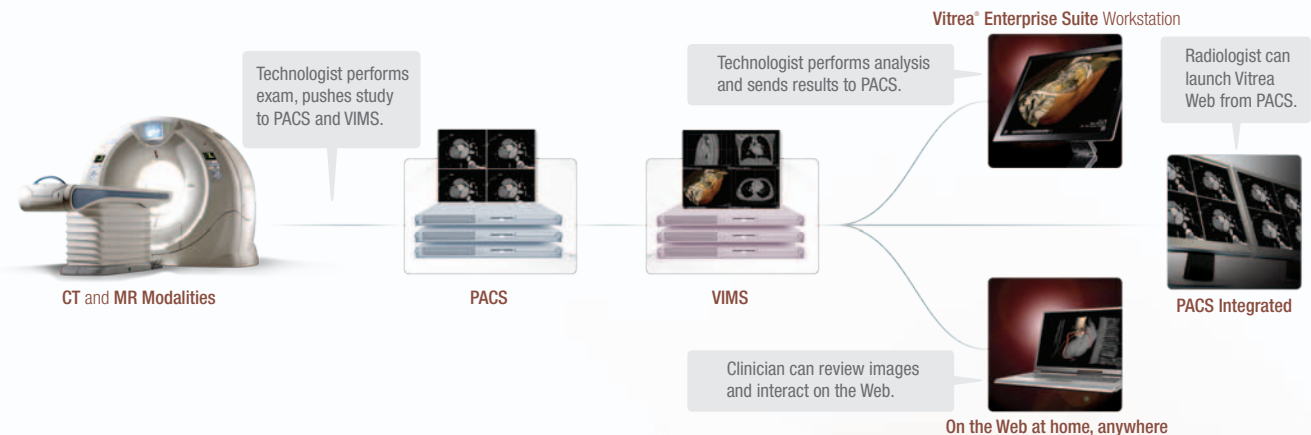 Vitrea® Enterprise Suite Workstation
Technologist performs
exam, pushes study
to PACS and VIMS.
Technologist performs analysis
and sends results to PACS.
Radiologist can
launch Vitrea
Web from PACS.
CT and MR Modalities
PACS
VIMS
PACS Integrated
Clinician can review images
and interact on the Web.
On the Web at home, anywhere